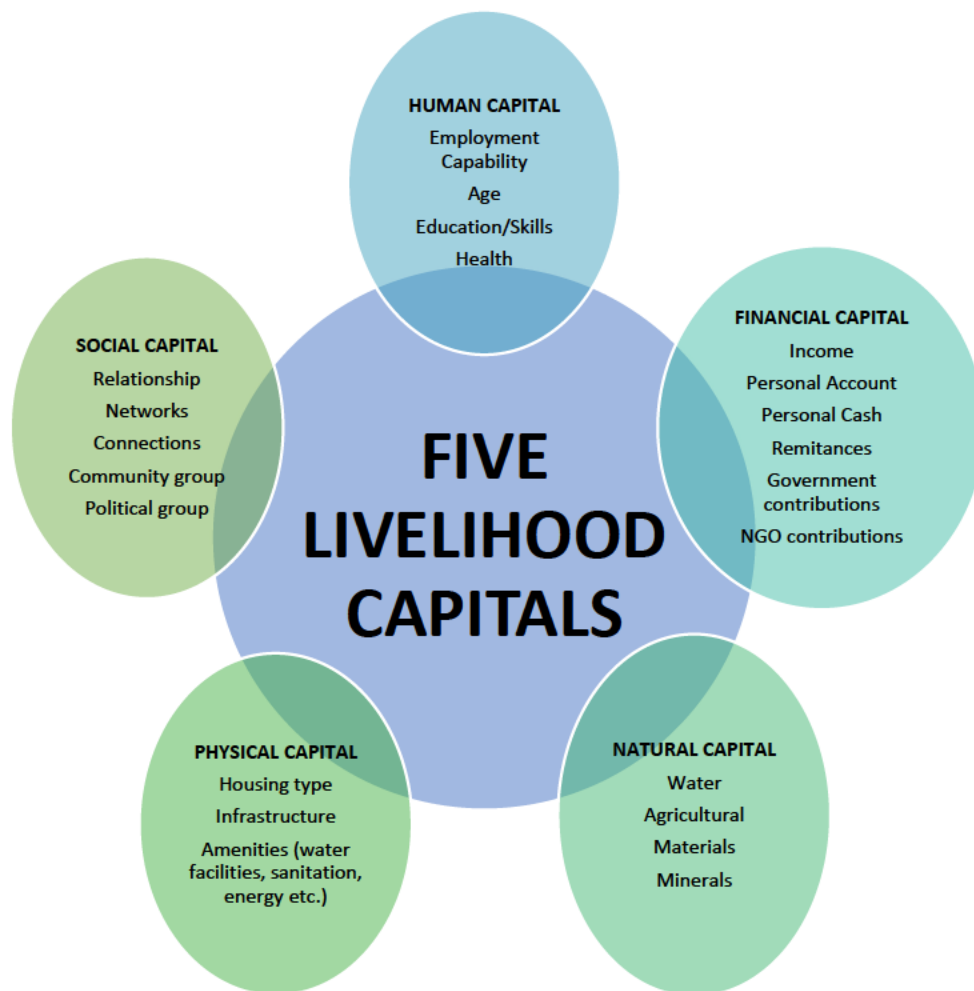 HUMAN CAPITAL
Employment
Capability
Age
Education/Skills
Health
FINANCIAL CAPITAL
Income
Personal Account
Personal Cash
Remitances
Government
contributions
NGO contributions
NATURAL CAPITAL
Water
Agricultural
Materials
Minerals
PHYSICAL CAPITAL
Housing type
Infrastructure
Amenities (water
facilities, sanitation,
energy etc.)
SOCIAL CAPITAL
Relationship
Networks
Connections
Community group
Political group
FIVE
LIVELIHOOD
CAPITALS